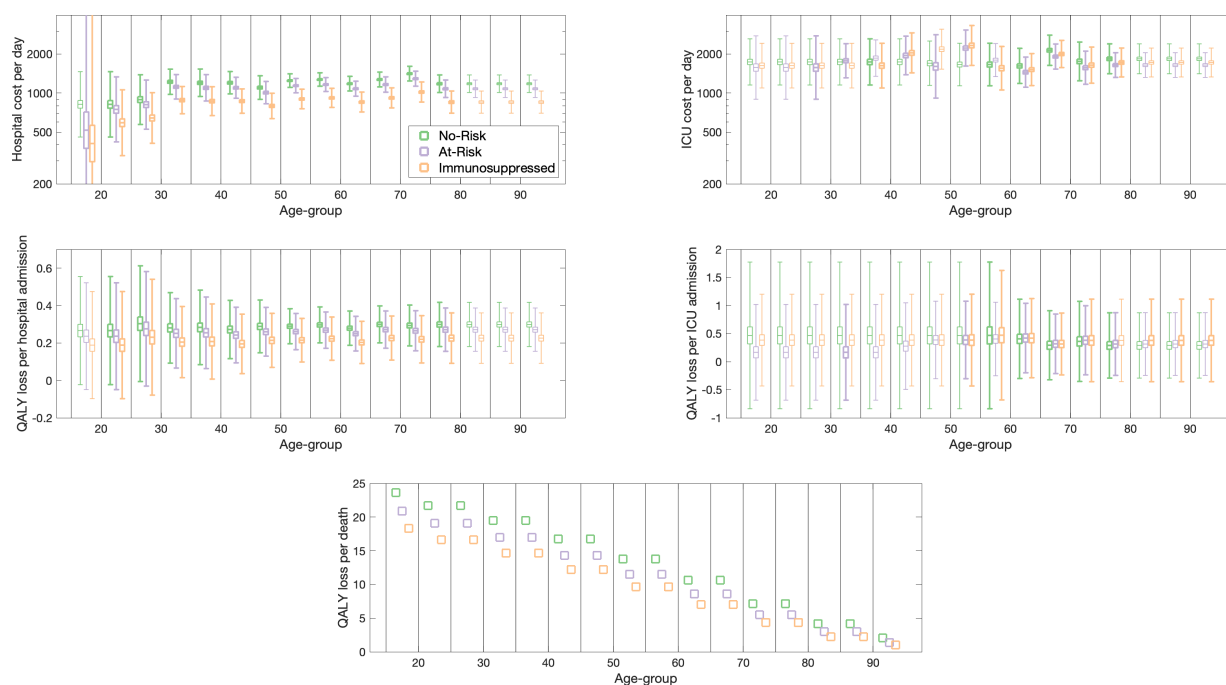 Hospital cost per day
2000
1000
500
200
20 30 40 50 60 70 80 90
Age-group
No-Risk
At-Risk
Immunosuppressed
ICU cost per day
2000
1000
500
200
20 30 40 50 60 70 80 90
Age-group
QALY loss per hospital admission
0.6
0.4
0.2
0
-0.2
20 30 40 50 60 70 80 90
Age-group
QALY loss per ICU admission
2
1.5
1
0.5
0
-0.5
-1
20 30 40 50 60 70 80 90
Age-group
QALY loss per death
25
20
15
10
5
0
20 30 40 50 60 70 80 90
Age-group